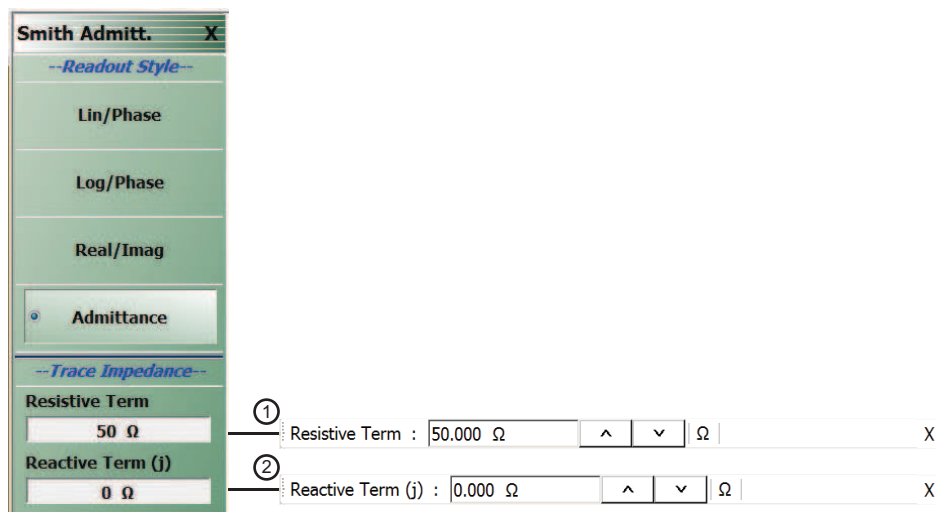 Smith Admitt. X
--Readout Style--
Lin/Phase
Log/Phase
Real/Imag
Admittance
--Trace Impedance--
Resistive Term
50 Ω
1
Resistive Term : 50.000 Ω ^ v Ω X
Reactive Term (j)
0 Ω
2
Reactive Term (j) : 0.000 Ω ^ v Ω X